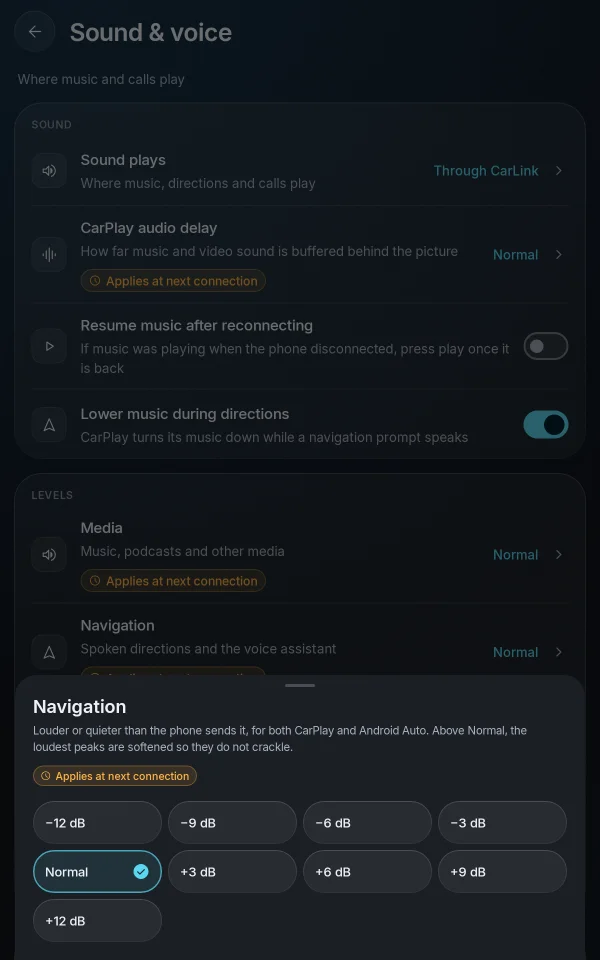 Sound & voice
Where music and calls play
SOUND
Sound plays
Where music, directions and calls play
Through CarLink
CarPlay audio delay
How far music and video sound is buffered behind the picture
Normal
Applies at next connection
Resume music after reconnecting
If music was playing when the phone disconnected, press play once it
is back
Lower music during directions
CarPlay turns its music down while a navigation prompt speaks
LEVELS
Media
Music, podcasts and other media
Normal
Applies at next connection
Navigation
Spoken directions and the voice assistant
Normal
Navigation
Louder or quieter than the phone sends it, for both CarPlay and Android Auto. Above Normal, the
loudest peaks are softened so they do not crackle.
Applies at next connection
−12 dB
−9 dB
−6 dB
−3 dB
Normal
+3 dB
+6 dB
+9 dB
+12 dB